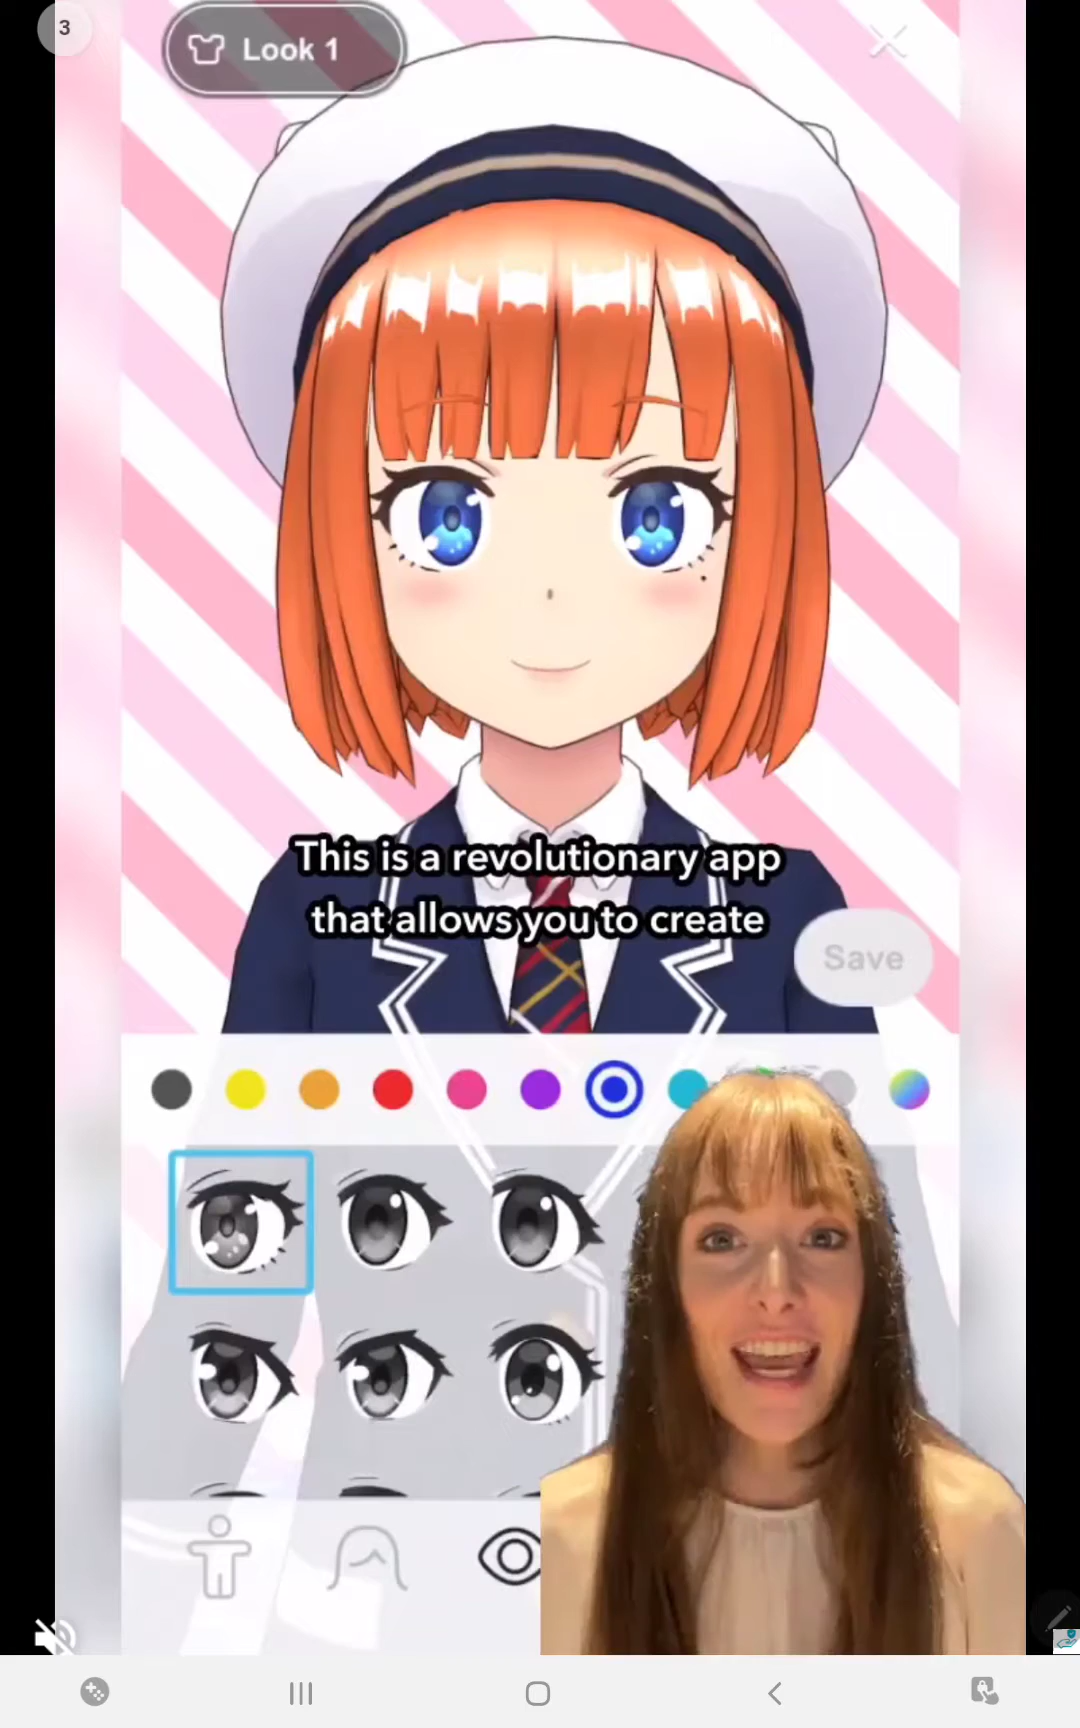 3
Look 1
This is a revolutionary app
that allows you to create
Save